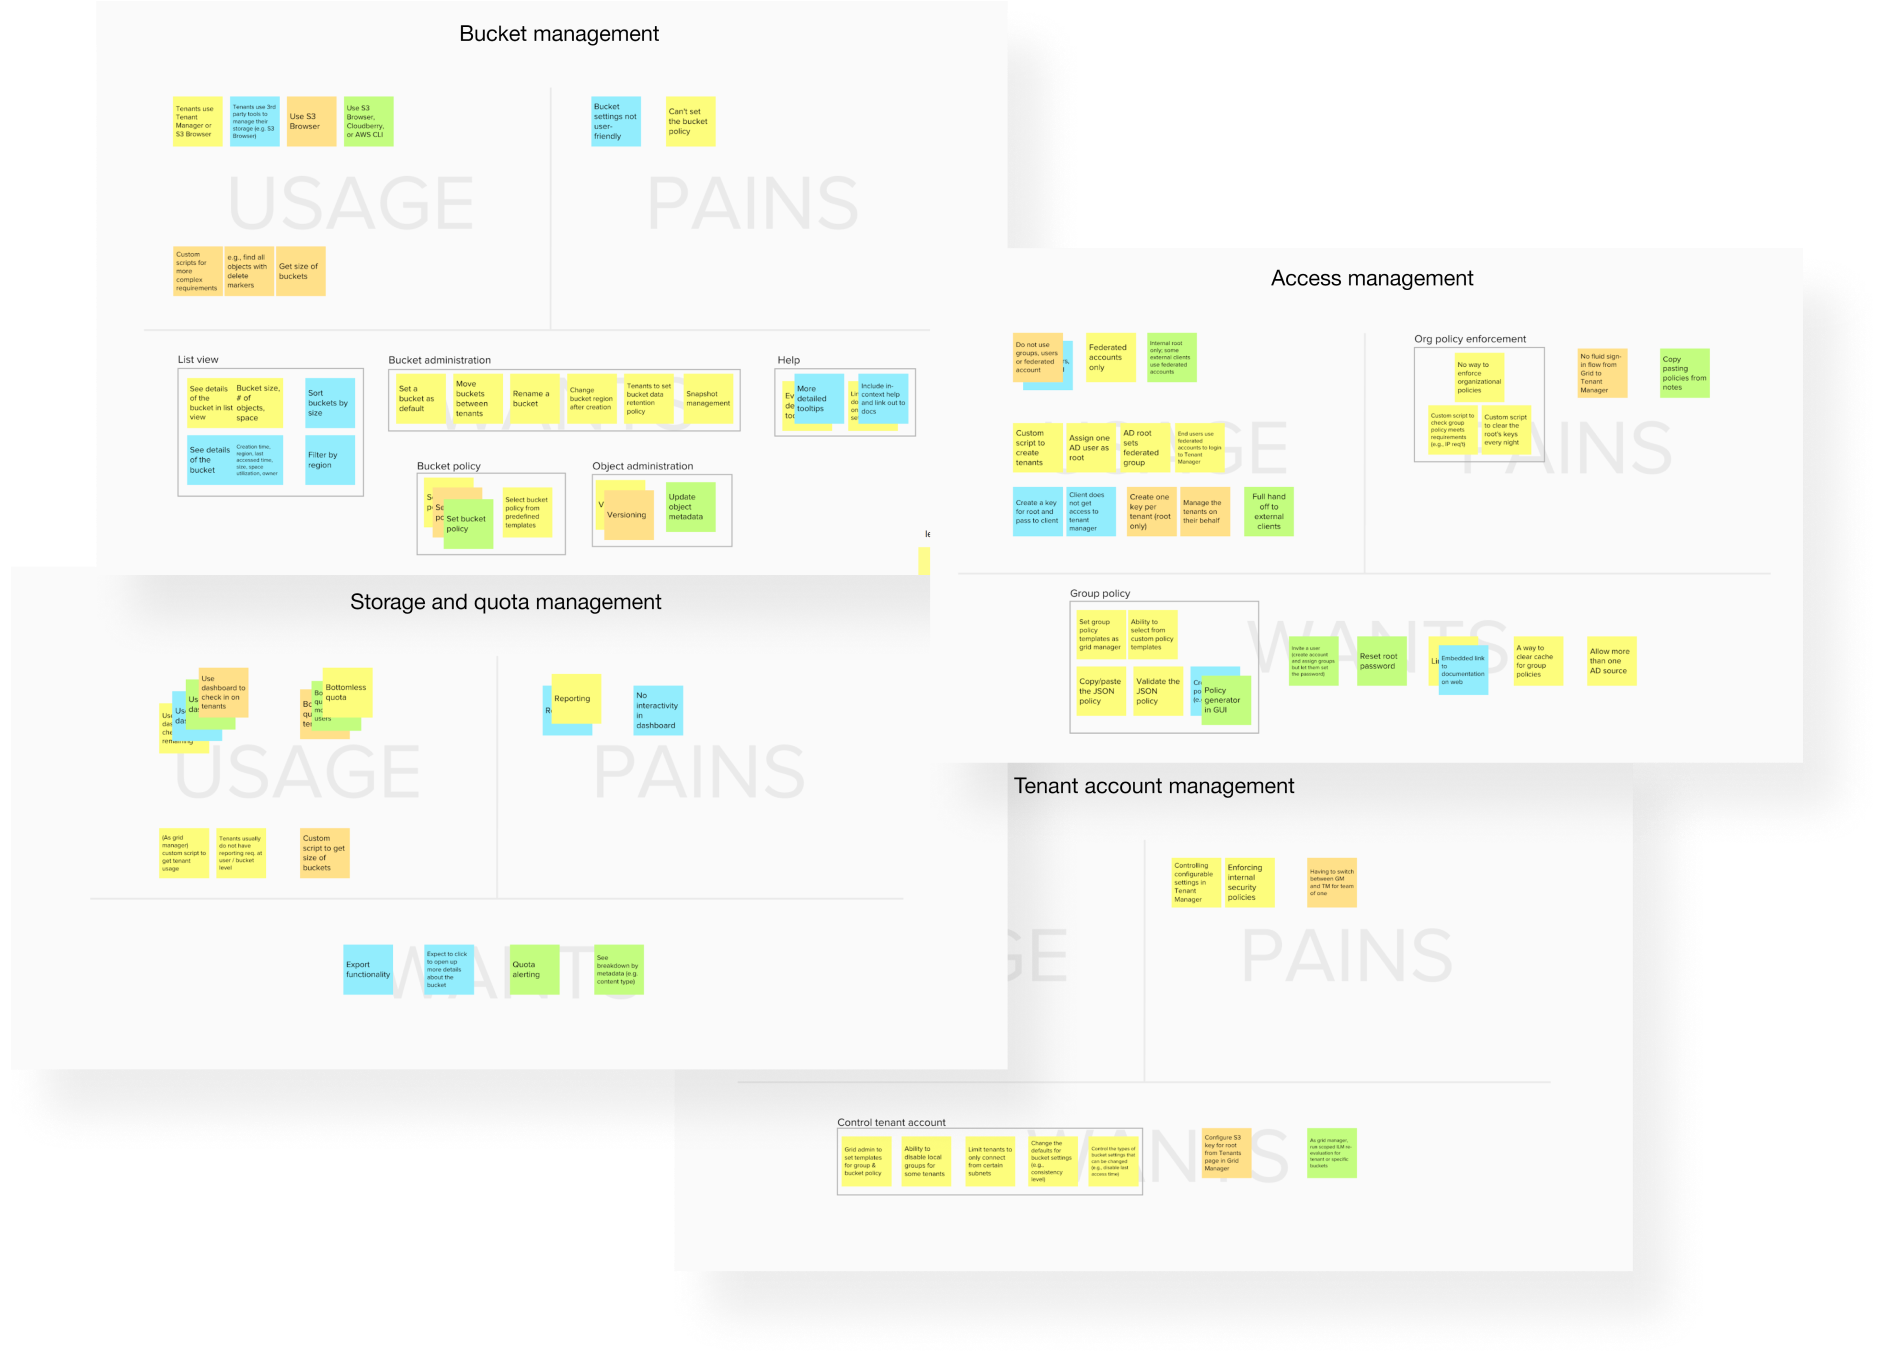 Bucket management
Tenants use
Tenant
Manager or
S3 Browser
Tenants use 3rd
party tools to
manage their
storage (e.g. S3
Browser)
Use S3
Browser
Use S3
Browser,
Cloudberry,
or AWS CLI
USAGE
Custom
scripts for
more
complex
requirements
e.g., find all
objects with
delete
markers
Get size of
buckets
Bucket
settings not
user-
friendly
Can't set
the bucket
policy
PAINS
List view
See details
of the
bucket in list
view
Bucket size,
# of
objects,
space
Sort
buckets by
size
See details
of the
bucket
Creation time,
region, last
accessed time,
size, space
utilization, owner
Filter by
region
Bucket administration
Set a
bucket as
default
Move
buckets
between
tenants
Rename a
bucket
Change
bucket region
after creation
Tenants to set
bucket data
retention
policy
Snapshot
management
WANTS
Help
More
detailed
tooltips
Include in-
context help
and link out to
docs
Bucket policy
Set bucket
policy
Select bucket
policy from
predefined
templates
Object administration
Versioning
Update
object
metadata
Access management
Do not use
groups, users
or federated
account
Federated
accounts
only
Internal root
only; some
external clients
use federated
accounts
Custom
script to
create
tenants
Assign one
AD user as
root
AD root
sets
federated
group
End users use
federated
accounts to login
to Tenant
Manager
USAGE
Create a key
for root and
pass to client
Client does
not get
access to
tenant
manager
Create one
key per
tenant (root
only)
Manage the
tenants on
their behalf
Full hand
off to
external
clients
Org policy enforcement
No way to
enforce
organizational
policies
Custom script to
check group
policy meets
requirements
(e.g., IP req't)
Custom script
to clear the
root's keys
every night
No fluid sign-
in flow from
Grid to
Tenant
Manager
Copy
pasting
policies from
notes
PAINS
Group policy
Set group
policy
templates as
grid manager
Ability to
select from
custom policy
templates
Copy/paste
the JSON
policy
Validate the
JSON
policy
Policy
generator
in GUI
WANTS
Invite a user
(create account
and assign groups
but let them set
the password)
Reset root
password
Embedded link
to
documentation
on web
A way to
clear cache
for group
policies
Allow more
than one
AD source
Storage and quota management
Use
dashboard to
check in on
tenants
Bottomless
quota
USAGE
(As grid
manager)
custom script to
get tenant
usage
Tenants usually
do not have
reporting req. at
user / bucket
level
Custom
script to get
size of
buckets
Reporting
No
interactivity
in
dashboard
PAINS
WANTS
Export
functionality
Expect to click
to open up
more details
about the
bucket
Quota
alerting
See
breakdown by
metadata (e.g.
content type)
Tenant account management
Controlling
configurable
settings in
Tenant
Manager
Enforcing
internal
security
policies
Having to switch
between GM
and TM for team
of one
PAINS
Control tenant account
Grid admin to
set templates
for group &
bucket policy
Ability to
disable local
groups for
some tenants
Limit tenants to
only connect
from certain
subnets
Change the
defaults for
bucket settings
(e.g.,
consistency
level)
Control the types of
bucket settings that
can be changed
(e.g., disable last
access time)
WANTS
Configure S3
key for root
from Tenants
page in Grid
Manager
As grid manager,
run scoped ILM re-
evaluation for
tenant or specific
buckets